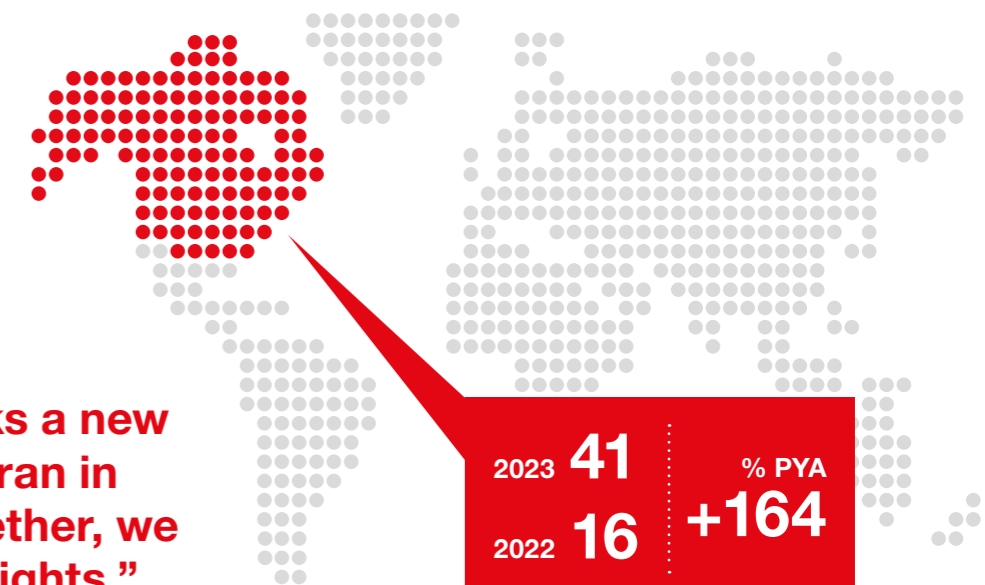 ks a new
ran in
ether, we
ights.”
2023 41
2022 16
% PYA
+164